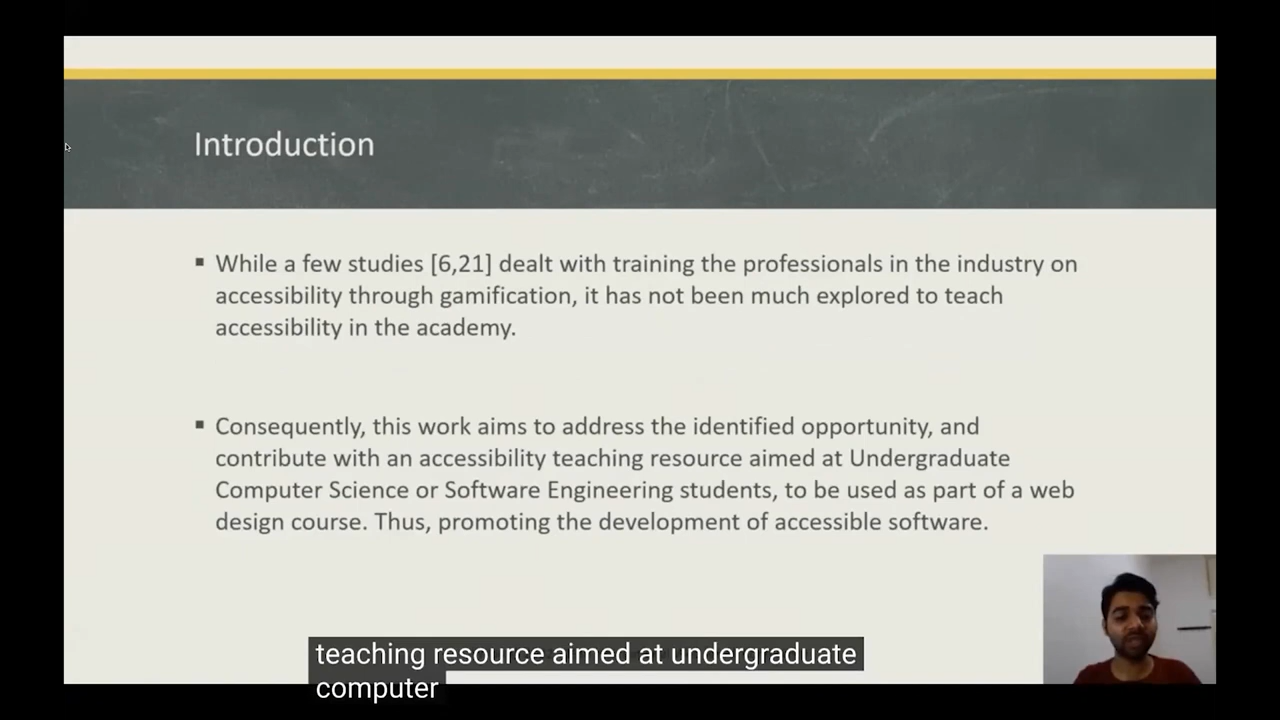 Introduction
▪ While a few studies [6,21] dealt with training the professionals in the industry on
accessibility through gamification, it has not been much explored to teach
accessibility in the academy.
▪ Consequently, this work aims to address the identified opportunity, and
contribute with an accessibility teaching resource aimed at Undergraduate
Computer Science or Software Engineering students, to be used as part of a web
design course. Thus, promoting the development of accessible software.
teaching resource aimed at undergraduate
computer